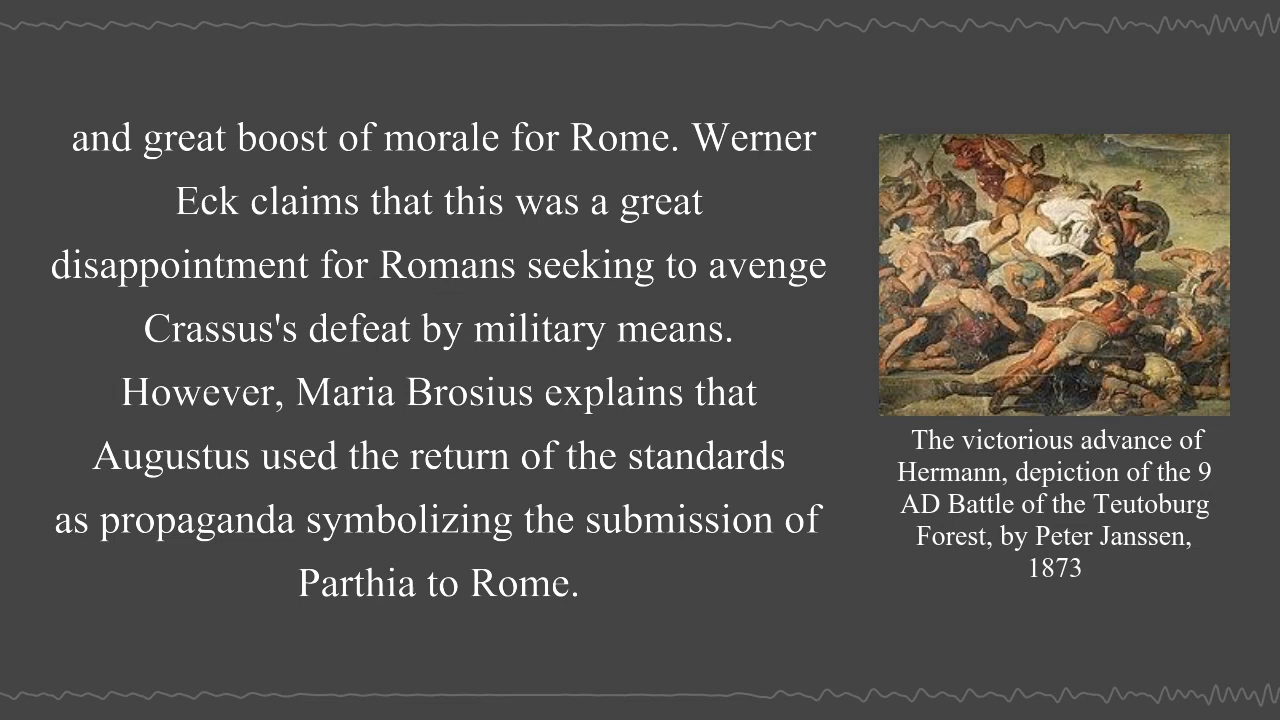 and great boost of morale for Rome. Werner
Eck claims that this was a great
disappointment for Romans seeking to avenge
Crassus's defeat by military means.
However, Maria Brosius explains that
Augustus used the return of the standards
as propaganda symbolizing the submission of
Parthia to Rome.
The victorious advance of
Hermann, depiction of the 9
AD Battle of the Teutoburg
Forest, by Peter Janssen,
1873